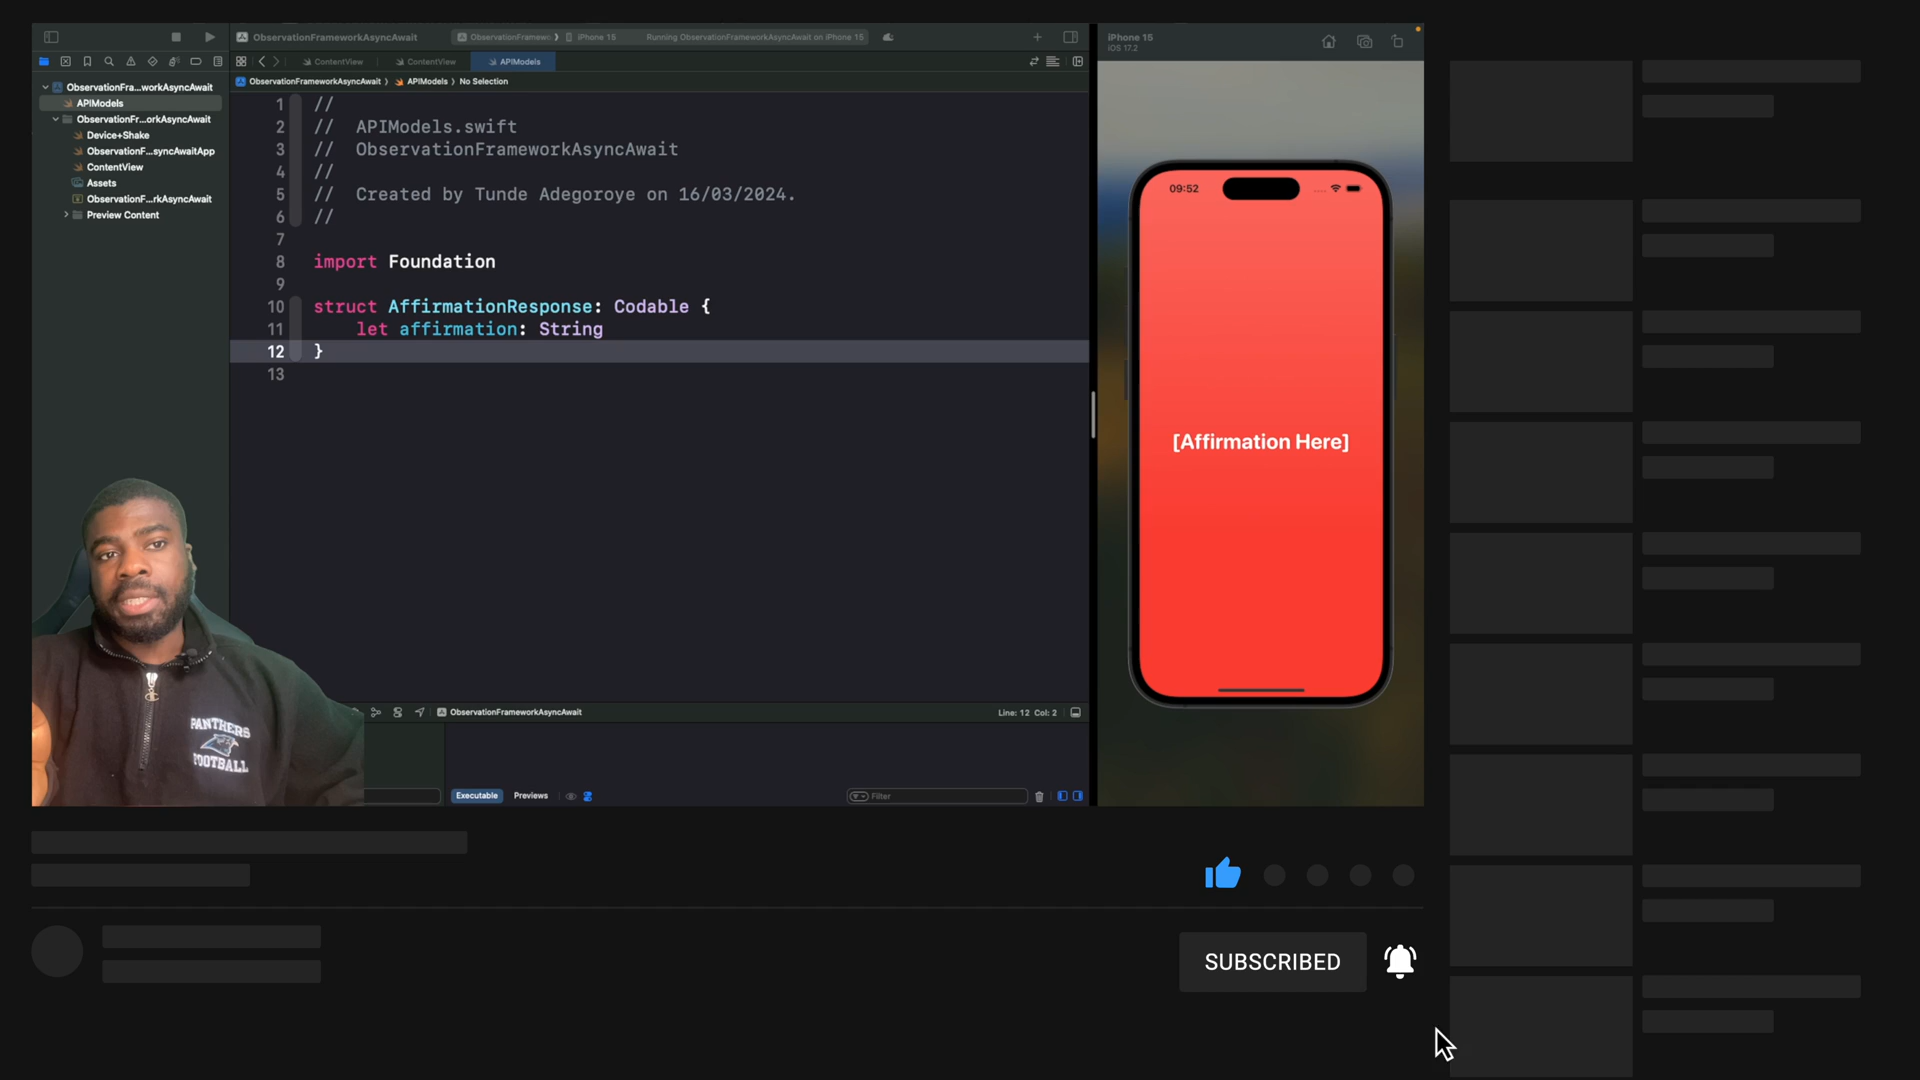 ObservationFrameworkAsyncAwait
ObservationFramewo
iPhone 15
Running ObservationFrameworkAsyncAwait on iPhone 15
ContentView
ContentView
APIModels
ObservationFrameworkAsyncAwait
APIModels
No Selection
ObservationFra...workAsyncAwait
APIModels
ObservationFr...orkAsyncAwait
Device+Shake
ObservationF...syncAwaitApp
ContentView
Assets
ObservationF...rkAsyncAwait
Preview Content
1 //
2 // APIModels.swift
3 // ObservationFrameworkAsyncAwait
4 //
5 // Created by Tunde Adegoroye on 16/03/2024.
6 //
7
8 import Foundation
9
10 struct AffirmationResponse: Codable {
11 let affirmation: String
12 }
13
ObservationFrameworkAsyncAwait
Line: 12 Col: 2
Executable
Previews
Filter
PANTHERS
FOOTBALL
iPhone 15
iOS 17.2
09:52
[Affirmation Here]
SUBSCRIBED